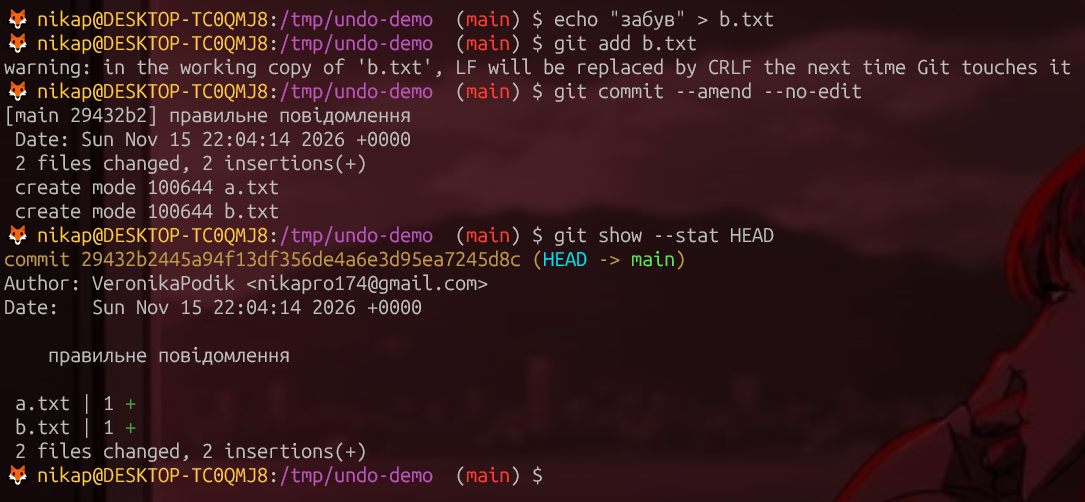 nikap@DESKTOP-TC0QMJ8:/tmp/undo-demo (main) $ echo "забув" > b.txt
nikap@DESKTOP-TC0QMJ8:/tmp/undo-demo (main) $ git add b.txt
warning: in the working copy of 'b.txt', LF will be replaced by CRLF the next time Git touches it
nikap@DESKTOP-TC0QMJ8:/tmp/undo-demo (main) $ git commit --amend --no-edit
[main 29432b2] правильне повідомлення
 Date: Sun Nov 15 22:04:14 2026 +0000
 2 files changed, 2 insertions(+)
 create mode 100644 a.txt
 create mode 100644 b.txt
nikap@DESKTOP-TC0QMJ8:/tmp/undo-demo (main) $ git show --stat HEAD
commit 29432b2445a94f13df356de4a6e3d95ea7245d8c (HEAD -> main)
Author: VeronikaPodik <nikapro174@gmail.com>
Date:   Sun Nov 15 22:04:14 2026 +0000

    правильне повідомлення

 a.txt | 1 +
 b.txt | 1 +
 2 files changed, 2 insertions(+)
nikap@DESKTOP-TC0QMJ8:/tmp/undo-demo (main) $